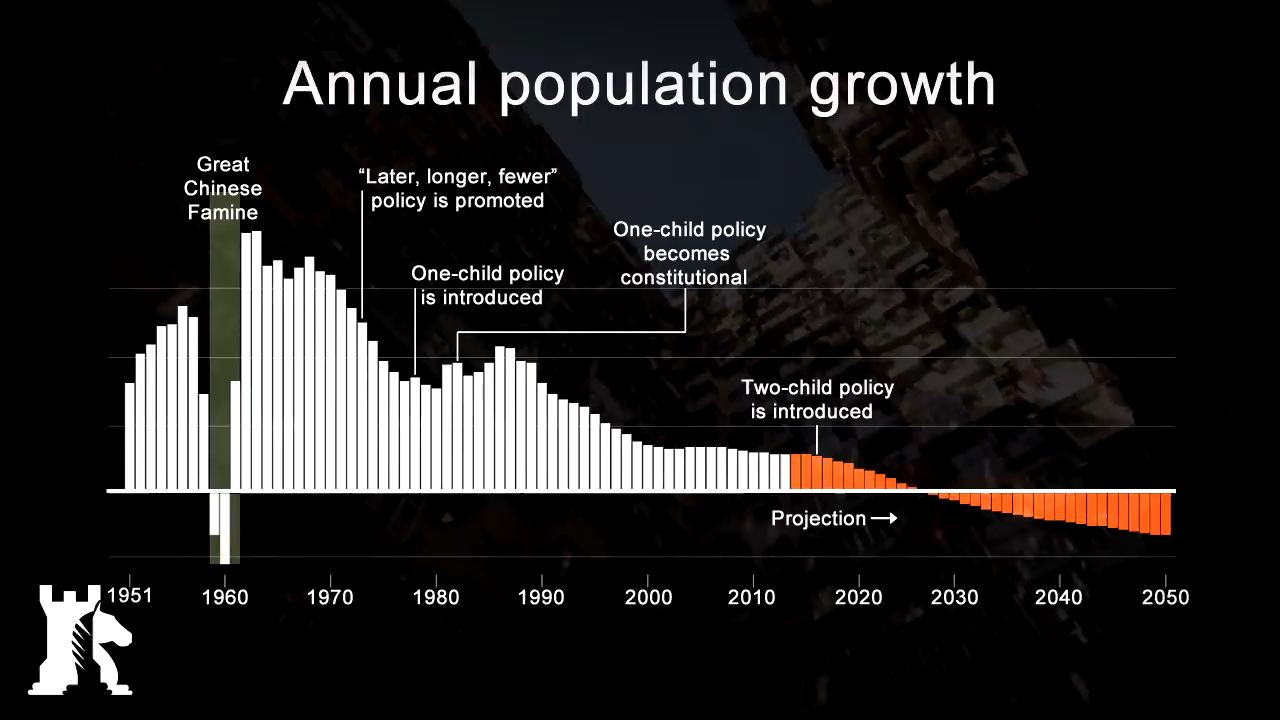 Annual population growth
Great
Chinese
Famine
“Later, longer, fewer”
policy is promoted
One-child policy
is introduced
One-child policy
becomes
constitutional
Two-child policy
is introduced
Projection
1951 1960 1970 1980 1990 2000 2010 2020 2030 2040 2050